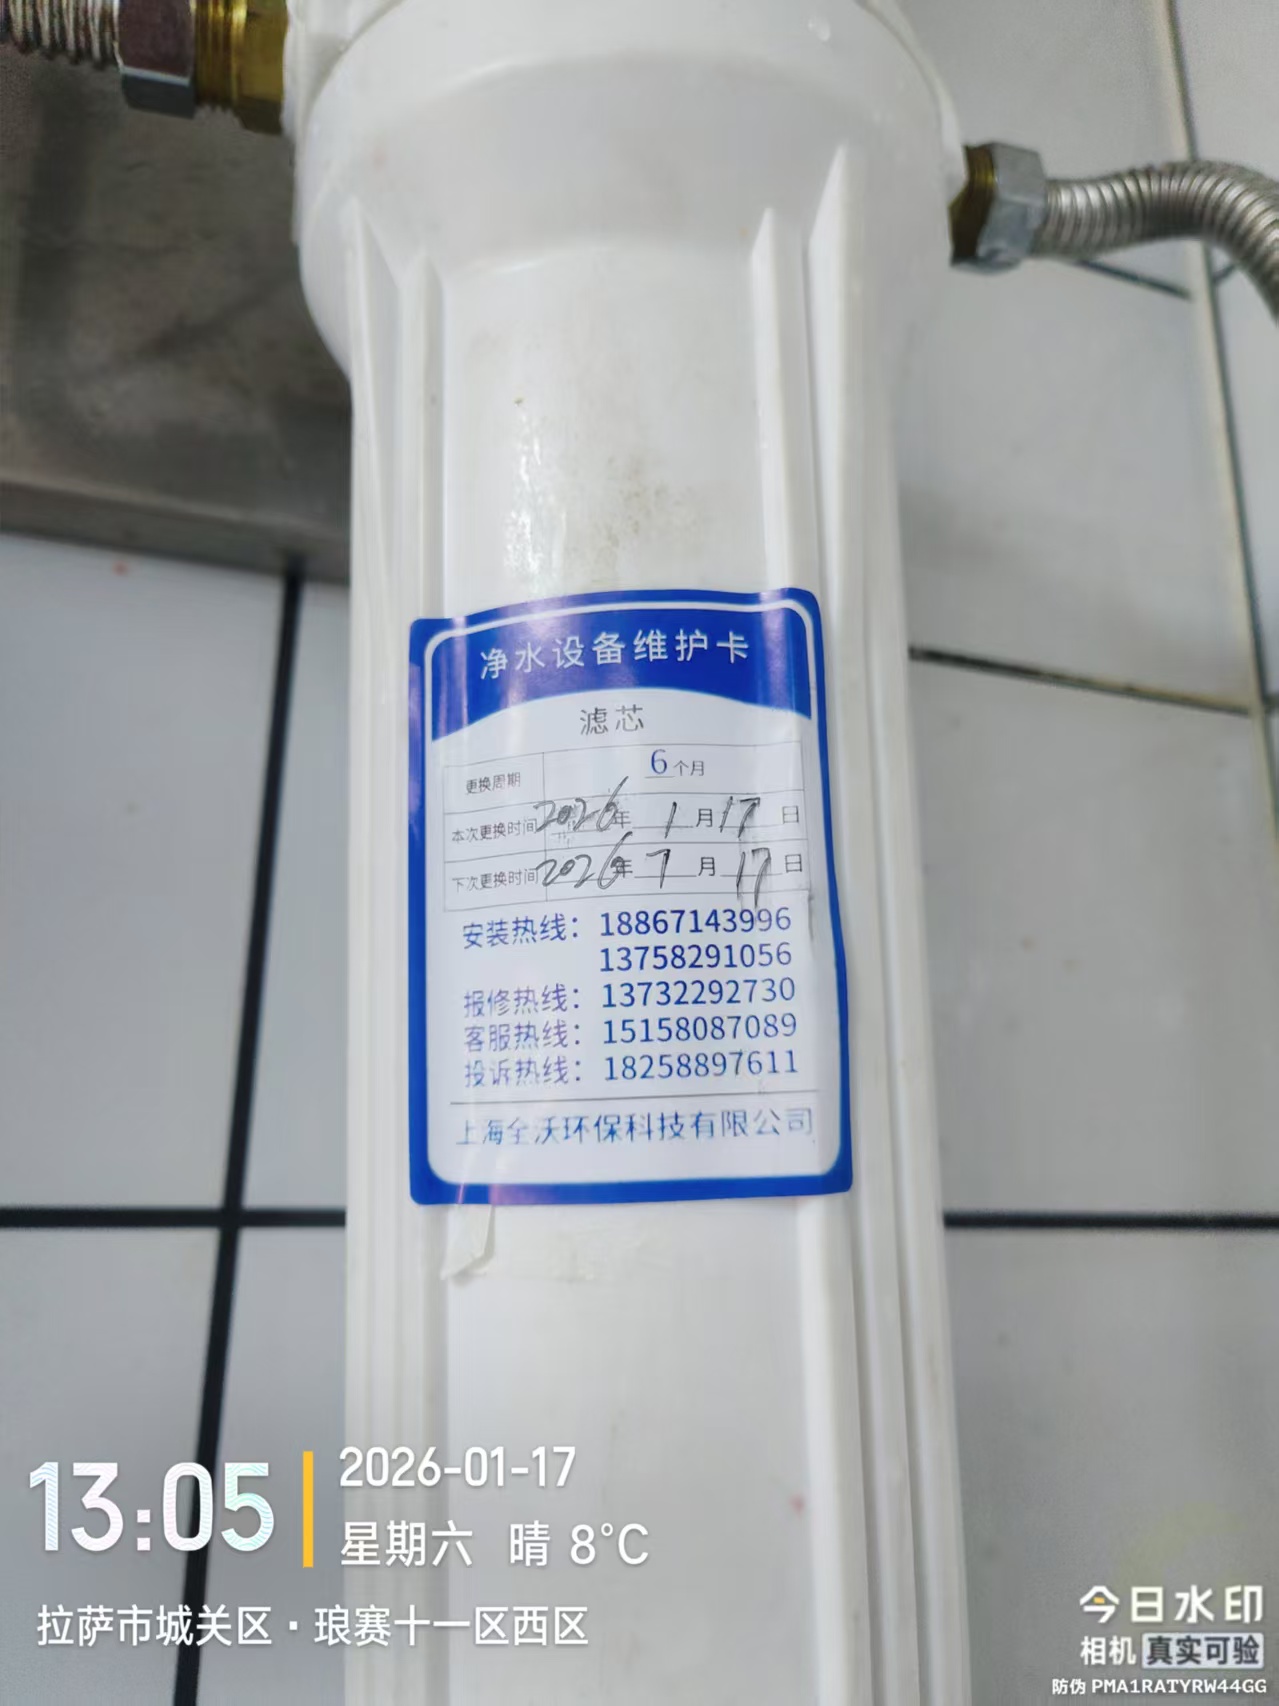 净水设备维护卡
滤芯
更换周期 6个月
本次更换时间 2026年 1月17日
下次更换时间 2026年 7月17日
安装热线：18867143996
13758291056
报修热线：13732292730
客服热线：15158087089
投诉热线：18258897611
上海全沃环保科技有限公司
13:05
2026-01-17
星期六 晴 8°C
拉萨市城关区·琅赛十一区西区
今日水印
相机 真实可验
防伪 PMA1RATYRW44GG